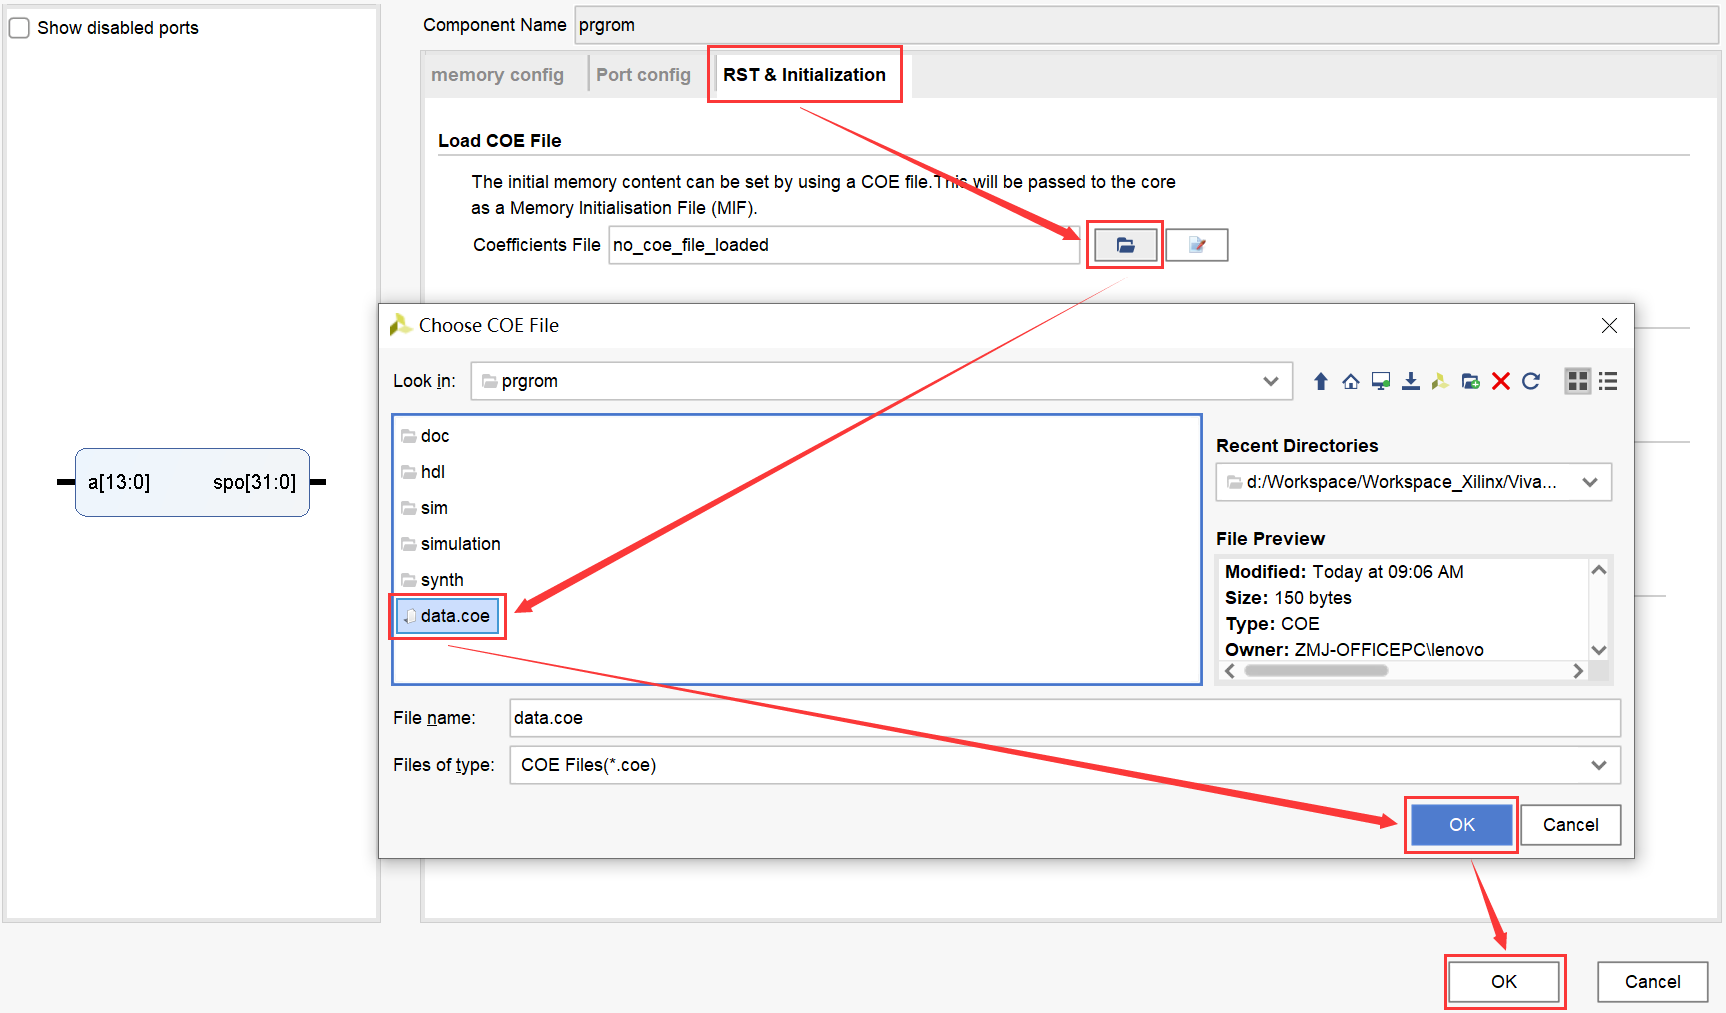 Show disabled ports
Component Name prgrom
memory config Port config RST & Initialization
Load COE File
The initial memory content can be set by using a COE file.This will be passed to the core
as a Memory Initialisation File (MIF).
Coefficients File no_coe_file_loaded
Choose COE File
Look in: prgrom
doc
hdl
sim
simulation
synth
data.coe
Recent Directories
d:/Workspace/Workspace_Xilinx/Viva...
File Preview
Modified: Today at 09:06 AM
Size: 150 bytes
Type: COE
Owner: ZMJ-OFFICEPC\lenovo
File name: data.coe
Files of type: COE Files(*.coe)
OK Cancel
a[13:0] spo[31:0]
OK Cancel